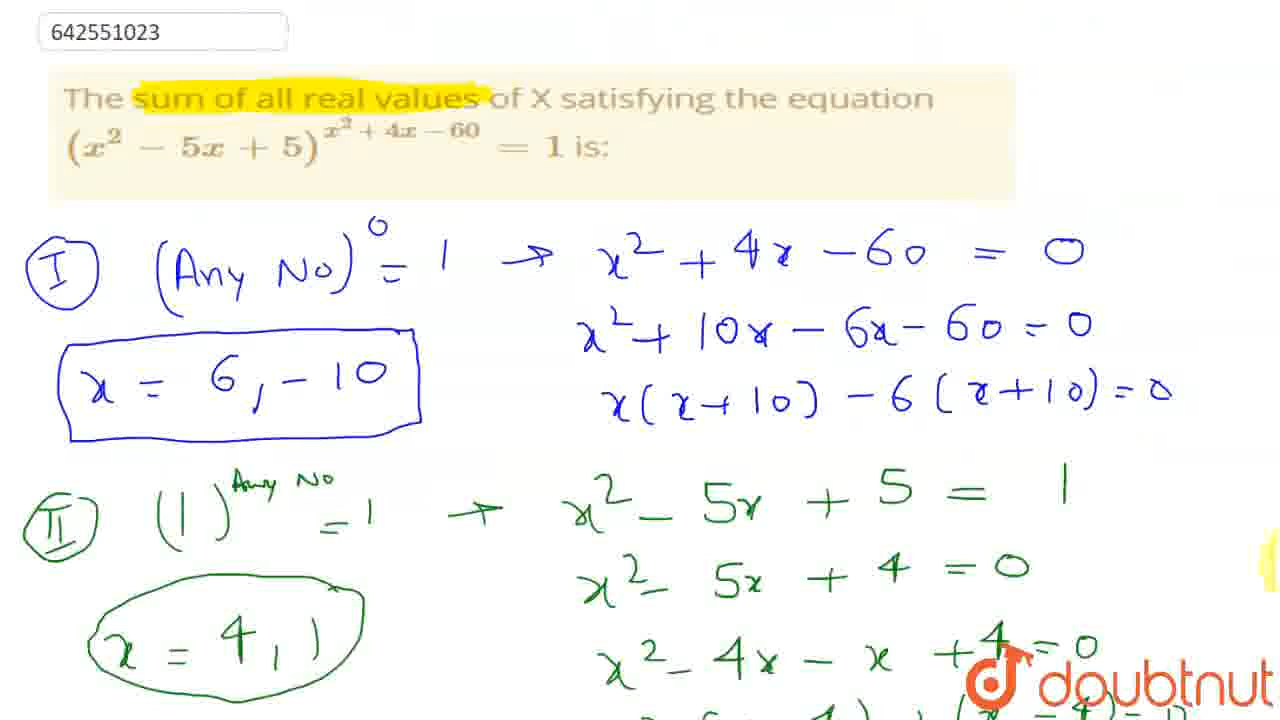 642551023
The sum of all real values of X satisfying the equation
(x² − 5x + 5)^(x² + 4x − 60) = 1 is:
I (Any No)⁰ = 1 → x² + 4x − 60 = 0
x² + 10x − 6x − 60 = 0
x = 6, −10
x(x+10) − 6(x+10) = 0
II (1)^(Any No) = 1 → x² − 5x + 5 = 1
x² − 5x + 4 = 0
x = 4, 1
x² − 4x − x + 4 = 0
doubtnut